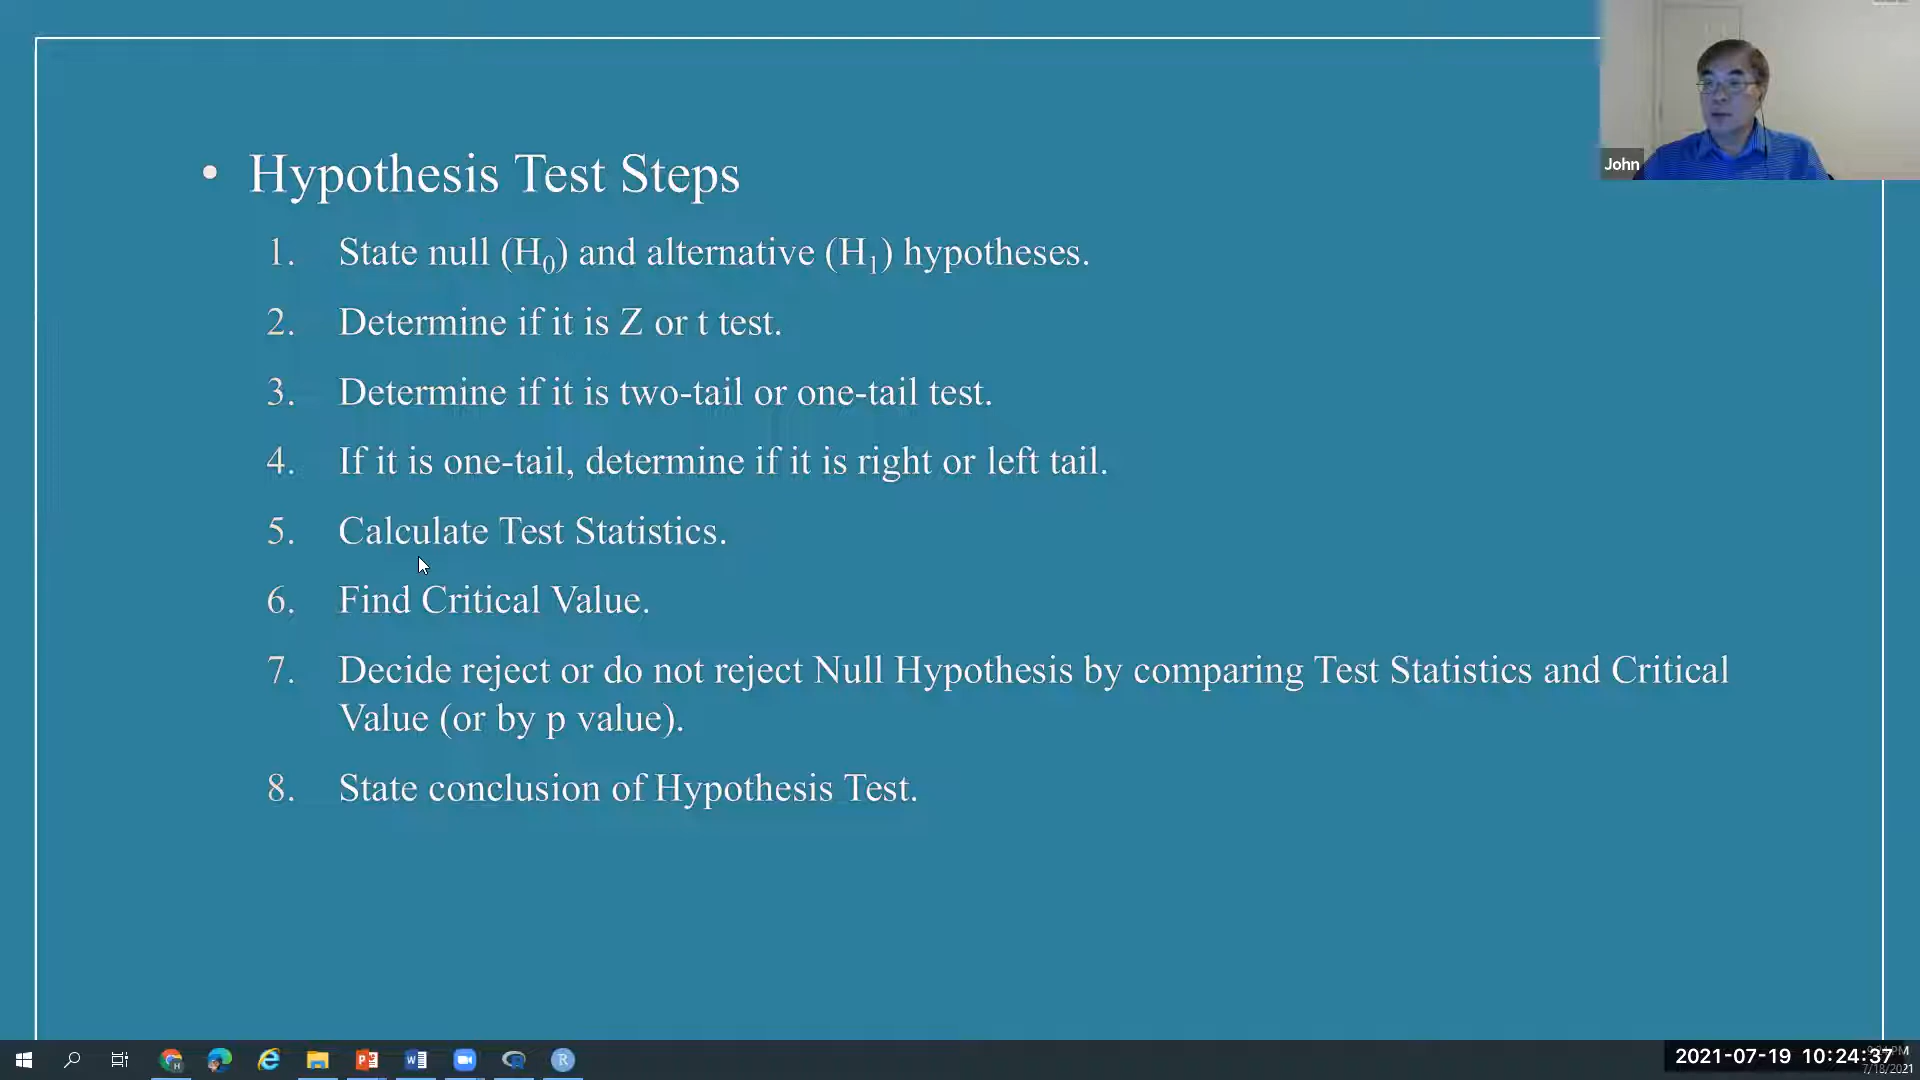 • Hypothesis Test Steps
1. State null (H₀) and alternative (H₁) hypotheses.
2. Determine if it is Z or t test.
3. Determine if it is two-tail or one-tail test.
4. If it is one-tail, determine if it is right or left tail.
5. Calculate Test Statistics.
6. Find Critical Value.
7. Decide reject or do not reject Null Hypothesis by comparing Test Statistics and Critical
Value (or by p value).
8. State conclusion of Hypothesis Test.
John
2021-07-19 10:24:37
7/18/2021